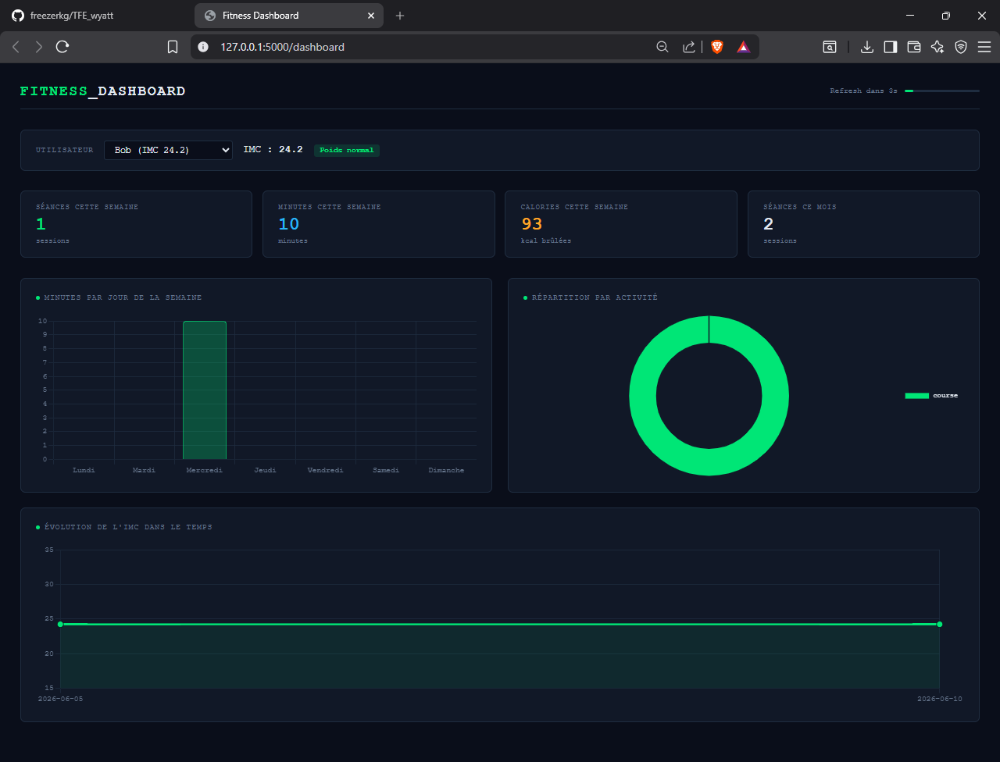 freezerkg/TFE_wyatt
Fitness Dashboard
127.0.0.1:5000/dashboard
FITNESS_DASHBOARD
Refresh dans 3s
UTILISATEUR
Bob (IMC 24.2)
IMC : 24.2
Poids normal
SÉANCES CETTE SEMAINE
1
sessions
MINUTES CETTE SEMAINE
10
minutes
CALORIES CETTE SEMAINE
93
kcal brûlées
SÉANCES CE MOIS
2
sessions
MINUTES PAR JOUR DE LA SEMAINE
10
9
8
7
6
5
4
3
2
1
0
Lundi
Mardi
Mercredi
Jeudi
Vendredi
Samedi
Dimanche
RÉPARTITION PAR ACTIVITÉ
course
ÉVOLUTION DE L'IMC DANS LE TEMPS
35
30
25
20
15
2026-06-05
2026-06-10